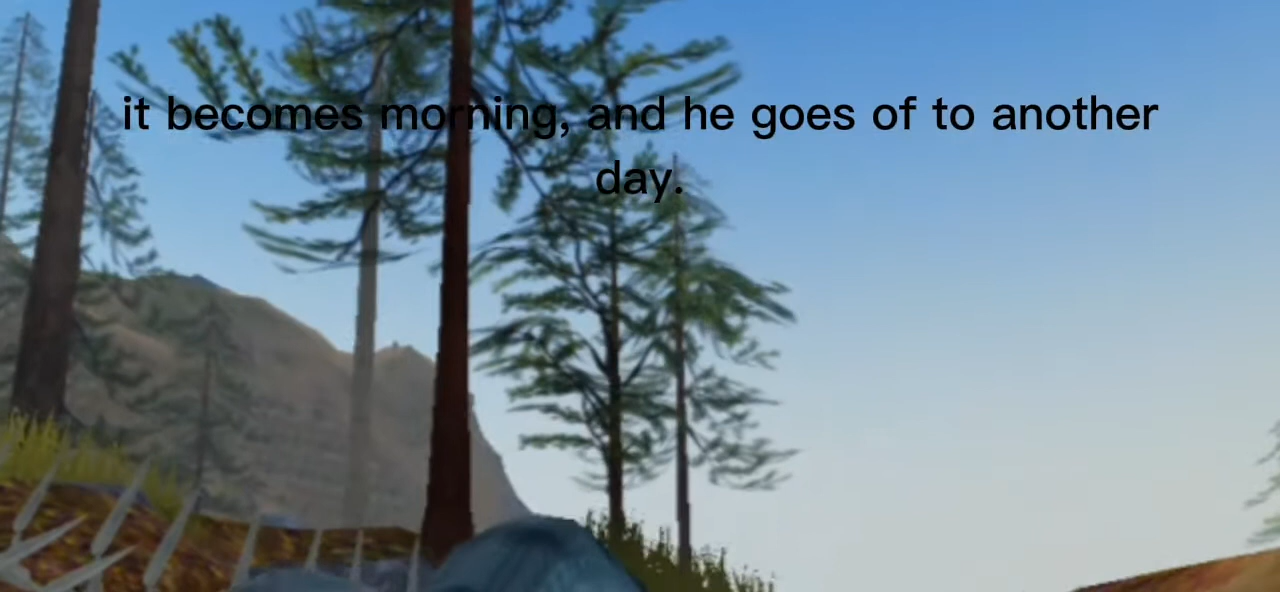 it becomes morning, and he goes of to another
day.